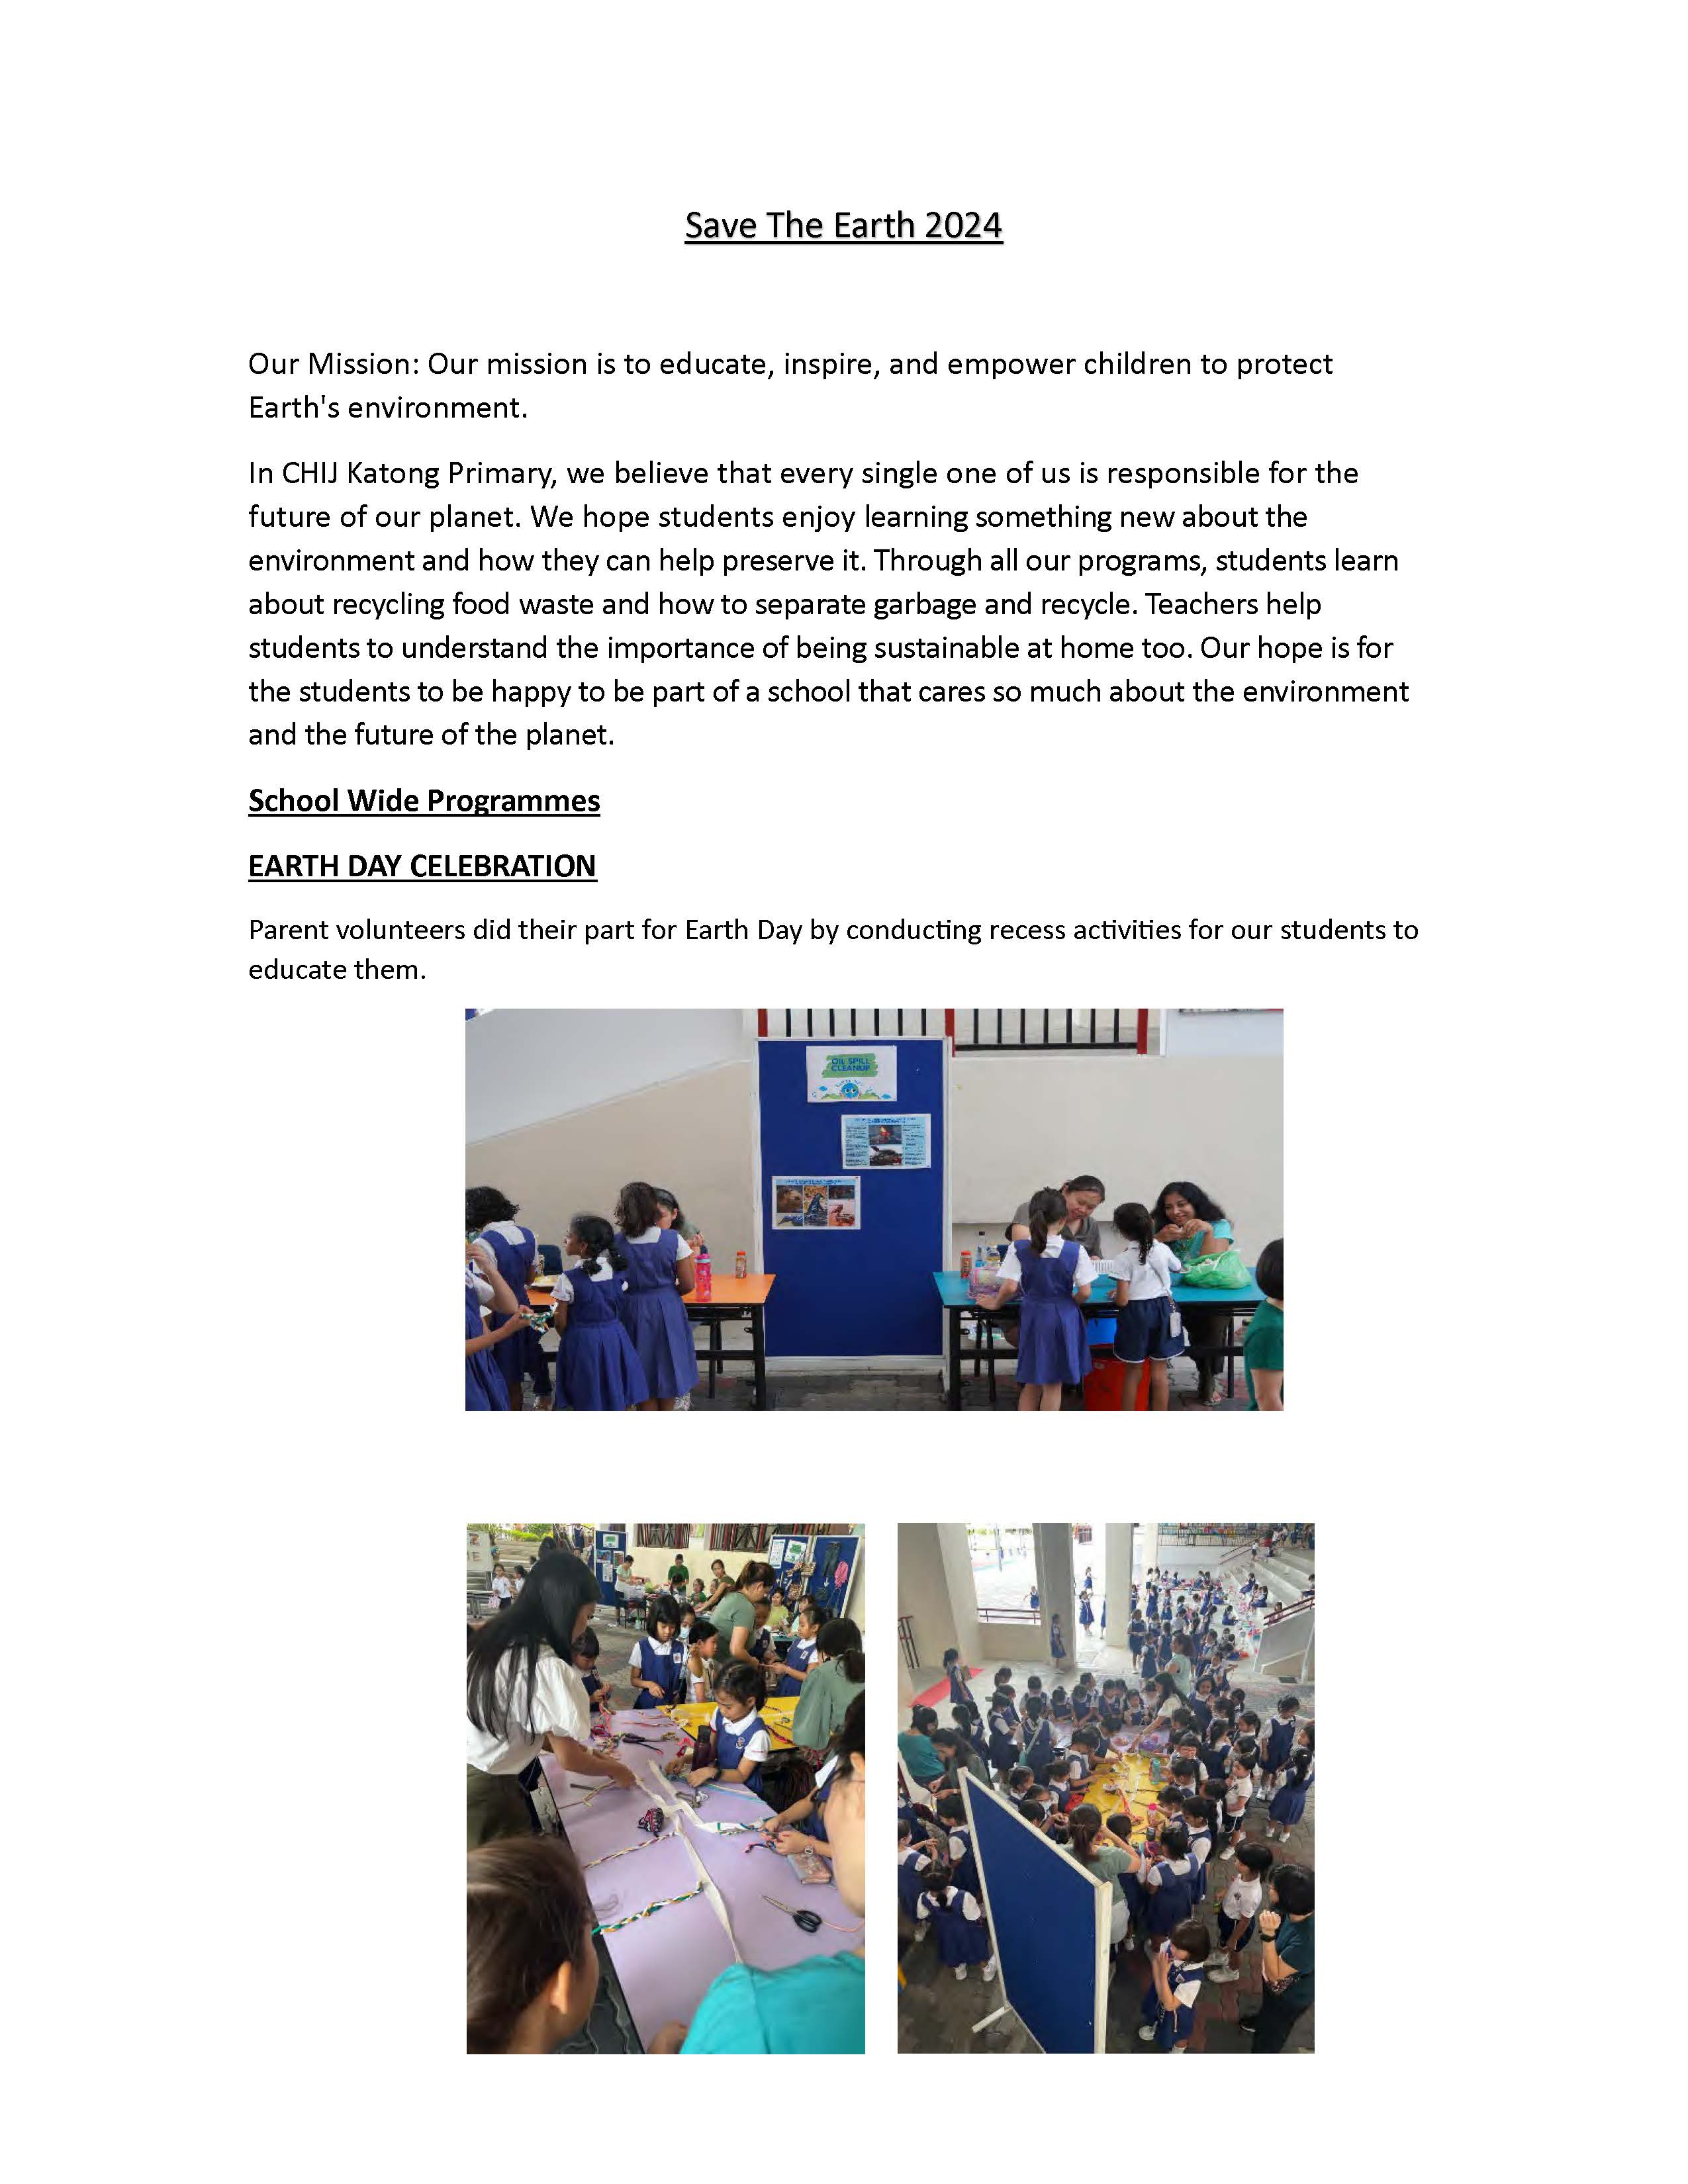 Save The Earth 2024
Our Mission: Our mission is to educate, inspire, and empower children to protect
Earth's environment.
In CHIJ Katong Primary, we believe that every single one of us is responsible for the
future of our planet. We hope students enjoy learning something new about the
environment and how they can help preserve it. Through all our programs, students learn
about recycling food waste and how to separate garbage and recycle. Teachers help
students to understand the importance of being sustainable at home too. Our hope is for
the students to be happy to be part of a school that cares so much about the environment
and the future of the planet.
School Wide Programmes
EARTH DAY CELEBRATION
Parent volunteers did their part for Earth Day by conducting recess activities for our students to
educate them.
OIL SPILL
CLEANUP